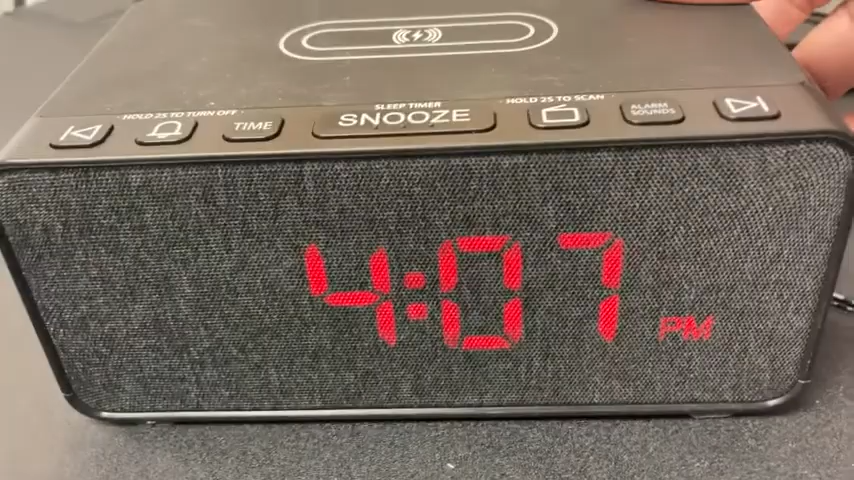 SLEEP TIMER
HOLD 2S TO SCAN
HOLD 2S TO TURN OFF
TIME
SNOOZE
ALARM
SOUNDS
4:07
PM